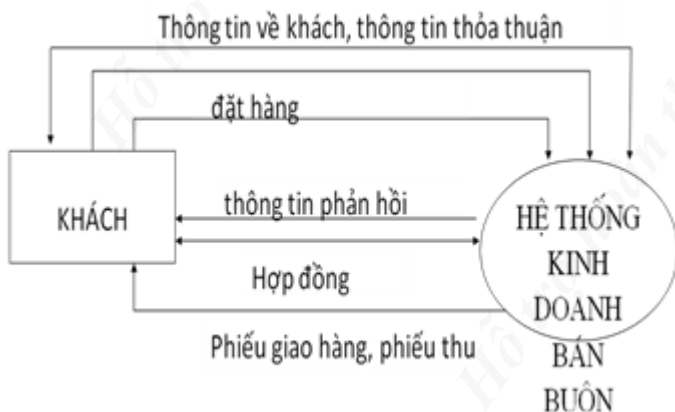 Thông tin về khách, thông tin thỏa thuận
đặt hàng
KHÁCH
thông tin phản hồi
HỆ THỐNG
KINH
DOANH
BÁN
BUÔN
Hợp đồng
Phiếu giao hàng, phiếu thu